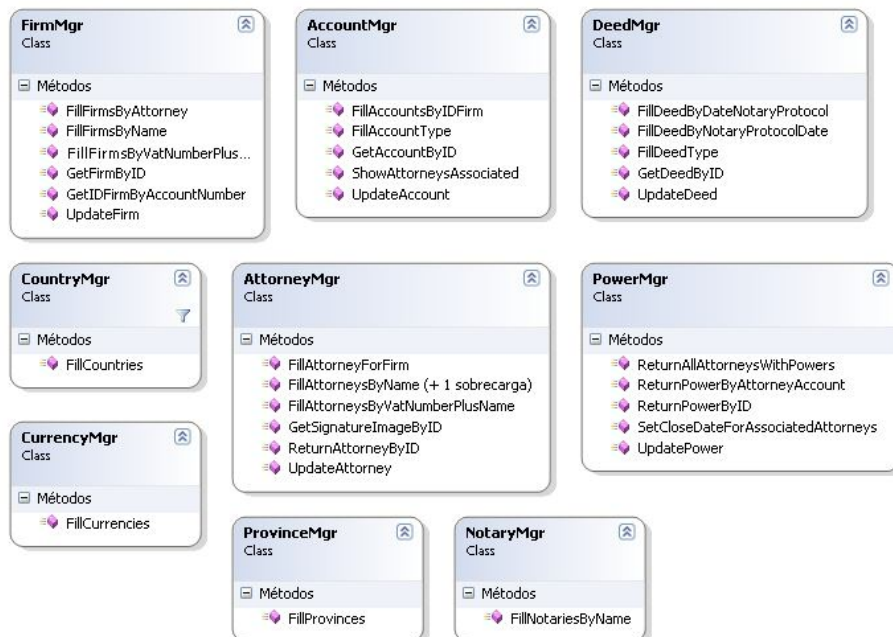 FirmMgr
Class
Métodos
FillFirmsByAttorney
FillFirmsByName
FillFirmsByVatNumberPlus...
GetFirmByID
GetIDFirmByAccountNumber
UpdateFirm
AccountMgr
Class
Métodos
FillAccountsByIDFirm
FillAccountType
GetAccountByID
ShowAttorneysAssociated
UpdateAccount
DeedMgr
Class
Métodos
FillDeedByDateNotaryProtocol
FillDeedByNotaryProtocolDate
FillDeedType
GetDeedByID
UpdateDeed
CountryMgr
Class
Métodos
FillCountries
AttorneyMgr
Class
Métodos
FillAttorneyForFirm
FillAttorneysByName (+ 1 sobrecarga)
FillAttorneysByVatNumberPlusName
GetSignatureImageByID
ReturnAttorneyByID
UpdateAttorney
PowerMgr
Class
Métodos
ReturnAllAttorneysWithPowers
ReturnPowerByAttorneyAccount
ReturnPowerByID
SetCloseDateForAssociatedAttorneys
UpdatePower
CurrencyMgr
Class
Métodos
FillCurrencies
ProvinceMgr
Class
Métodos
FillProvinces
NotaryMgr
Class
Métodos
FillNotariesByName